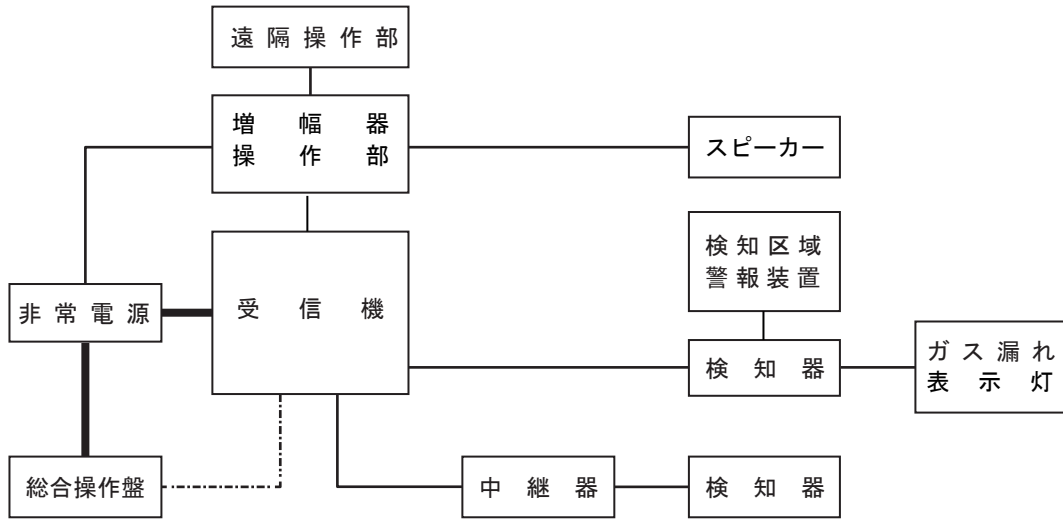 遠隔操作部
増幅器
操作部
スピーカー
検知区域
警報装置
受信機
非常電源
検知器
ガス漏れ
表示灯
総合操作盤
中継器
検知器